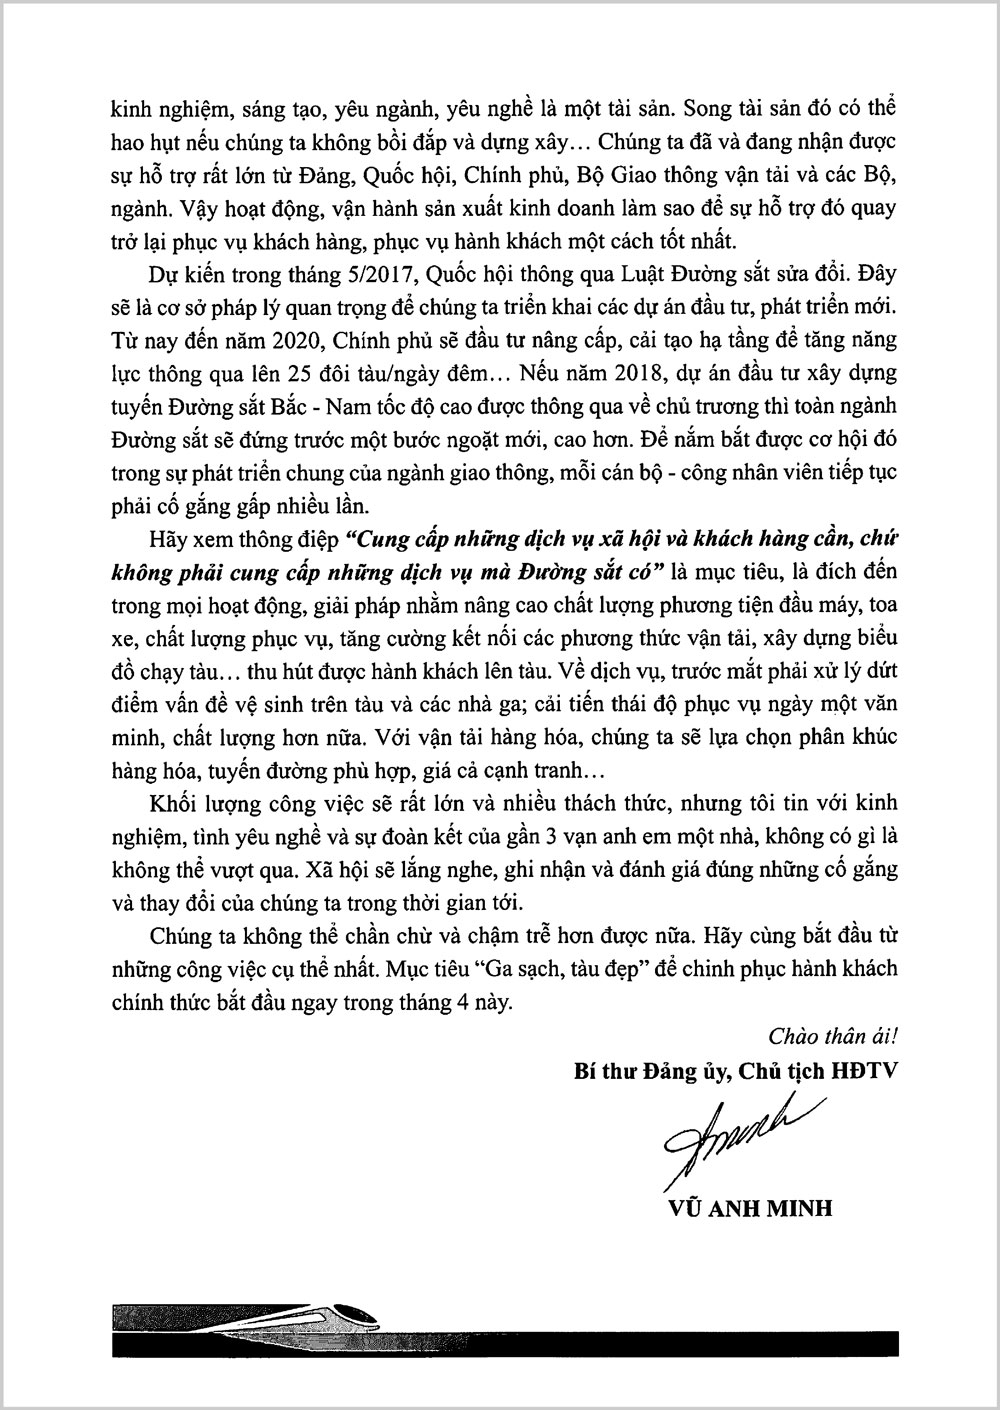 kinh nghiệm, sáng tạo, yêu ngành, yêu nghề là một tài sản. Song tài sản đó có thể
hao hụt nếu chúng ta không bồi đắp và dựng xây… Chúng ta đã và đang nhận được
sự hỗ trợ rất lớn từ Đảng, Quốc hội, Chính phủ, Bộ Giao thông vận tải và các Bộ,
ngành. Vậy hoạt động, vận hành sản xuất kinh doanh làm sao để sự hỗ trợ đó quay
trở lại phục vụ khách hàng, phục vụ hành khách một cách tốt nhất.
Dự kiến trong tháng 5/2017, Quốc hội thông qua Luật Đường sắt sửa đổi. Đây
sẽ là cơ sở pháp lý quan trọng để chúng ta triển khai các dự án đầu tư, phát triển mới.
Từ nay đến năm 2020, Chính phủ sẽ đầu tư nâng cấp, cải tạo hạ tầng để tăng năng
lực thông qua lên 25 đôi tàu/ngày đêm… Nếu năm 2018, dự án đầu tư xây dựng
tuyến Đường sắt Bắc - Nam tốc độ cao được thông qua về chủ trương thì toàn ngành
Đường sắt sẽ đứng trước một bước ngoặt mới, cao hơn. Để nắm bắt được cơ hội đó
trong sự phát triển chung của ngành giao thông, mỗi cán bộ - công nhân viên tiếp tục
phải cố gắng gấp nhiều lần.
Hãy xem thông điệp “Cung cấp những dịch vụ xã hội và khách hàng cần, chứ
không phải cung cấp những dịch vụ mà Đường sắt có” là mục tiêu, là đích đến
trong mọi hoạt động, giải pháp nhằm nâng cao chất lượng phương tiện đầu máy, toa
xe, chất lượng phục vụ, tăng cường kết nối các phương thức vận tải, xây dựng biểu
đồ chạy tàu… thu hút được hành khách lên tàu. Về dịch vụ, trước mắt phải xử lý dứt
điểm vấn đề vệ sinh trên tàu và các nhà ga; cải tiến thái độ phục vụ ngày một văn
minh, chất lượng hơn nữa. Với vận tải hàng hóa, chúng ta sẽ lựa chọn phân khúc
hàng hóa, tuyến đường phù hợp, giá cả cạnh tranh…
Khối lượng công việc sẽ rất lớn và nhiều thách thức, nhưng tôi tin với kinh
nghiệm, tình yêu nghề và sự đoàn kết của gần 3 vạn anh em một nhà, không có gì là
không thể vượt qua. Xã hội sẽ lắng nghe, ghi nhận và đánh giá đúng những cố gắng
và thay đổi của chúng ta trong thời gian tới.
Chúng ta không thể chần chừ và chậm trễ hơn được nữa. Hãy cùng bắt đầu từ
những công việc cụ thể nhất. Mục tiêu “Ga sạch, tàu đẹp” để chinh phục hành khách
chính thức bắt đầu ngay trong tháng 4 này.
Chào thân ái!
Bí thư Đảng ủy, Chủ tịch HĐTV
VŨ ANH MINH